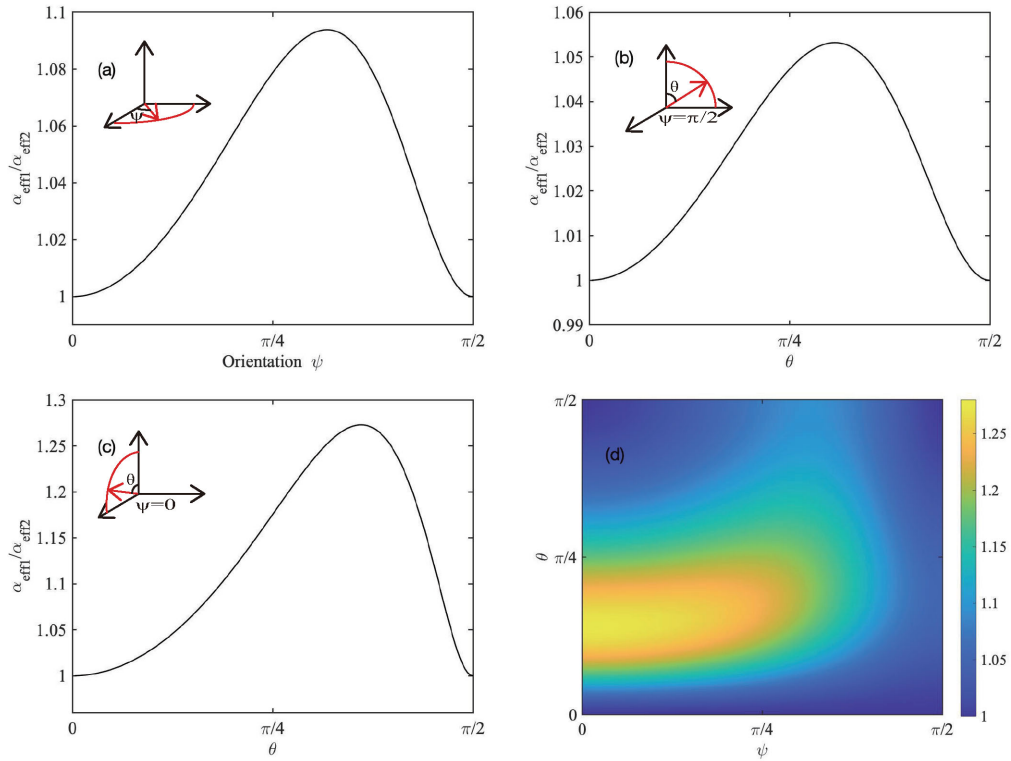 1.1
1.08
1.06
1.04
1.02
1
α_eff1/α_eff2
(a)
ψ
0
π/4
π/2
Orientation ψ
1.06
1.05
1.04
1.03
1.02
1.01
1
0.99
α_eff1/α_eff2
(b)
θ
ψ=π/2
0
π/4
π/2
θ
1.3
1.25
1.2
1.15
1.1
1.05
1
α_eff1/α_eff2
(c)
θ
ψ=0
0
π/4
π/2
θ
π/2
π/4
0
θ
(d)
0
π/4
π/2
ψ
1.25
1.2
1.15
1.1
1.05
1